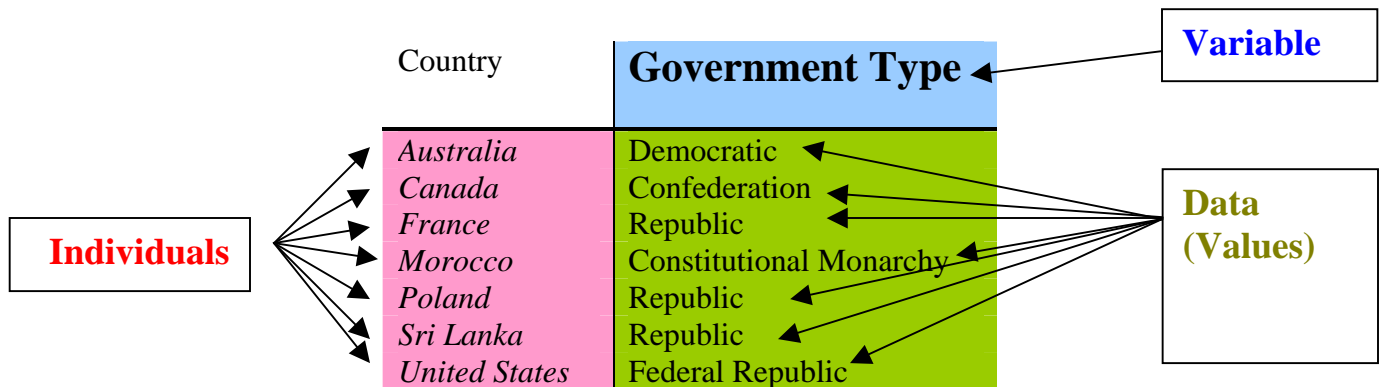 Country Government Type
Variable
Australia Democratic
Canada Confederation
France Republic
Morocco Constitutional Monarchy
Poland Republic
Sri Lanka Republic
United States Federal Republic
Individuals
Data
(Values)